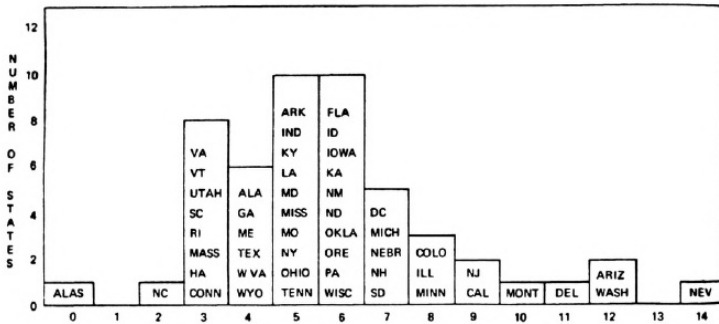 NUMBER OF STATES
12
10
8
6
4
2
0
ALAS
NC
VA
VT
UTAH
SC
RI
MASS
HA
CONN
ALA
GA
ME
TEX
W VA
WYO
ARK
IND
KY
LA
MD
MISS
MO
NY
OHIO
TENN
FLA
ID
IOWA
KA
NM
ND
OKLA
ORE
PA
WISC
DC
MICH
NEBR
NH
SD
COLO
ILL
MINN
NJ
CAL
MONT
DEL
ARIZ
WASH
NEV
0 1 2 3 4 5 6 7 8 9 10 11 12 13 14